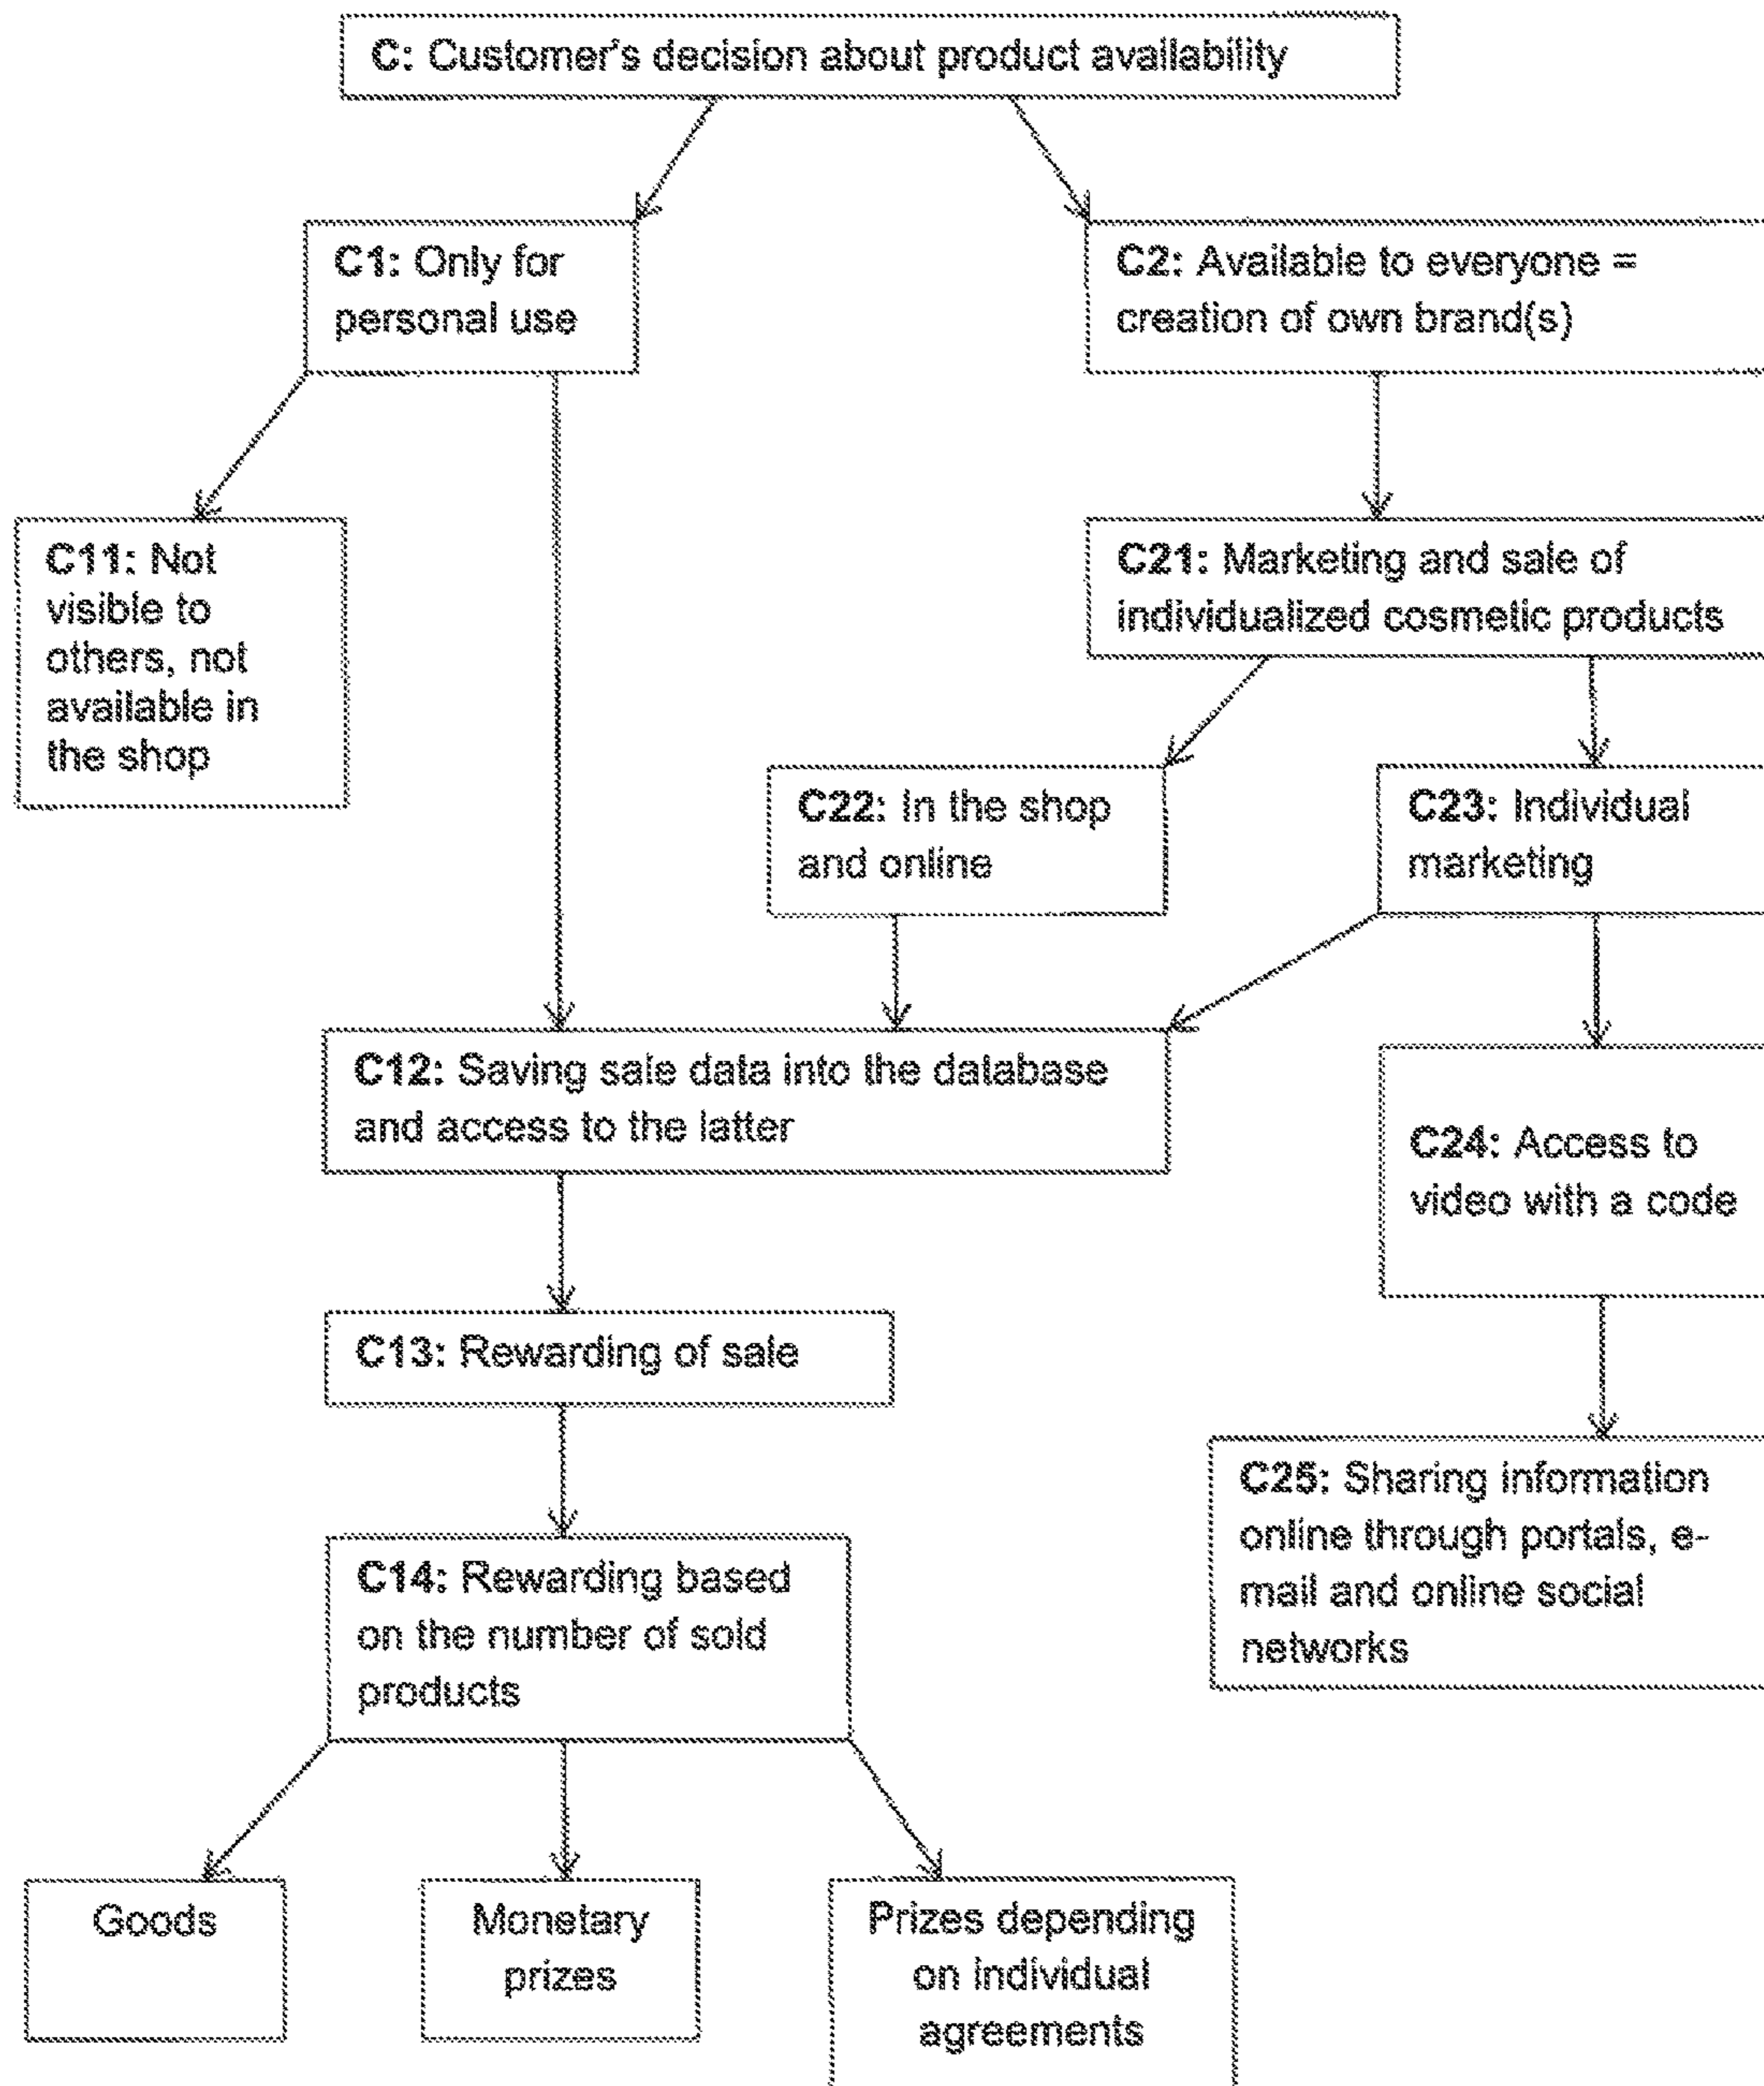 C: Customer's decision about product availability
C1: Only for
personal use
C2: Available to everyone =
creation of own brand(s)
C11: Not
visible to
others, not
available in
the shop
C21: Marketing and sale of
individualized cosmetic products
C22: In the shop
and online
C23: Individual
marketing
C12: Saving sale data into the database
and access to the latter
C24: Access to
video with a code
C13: Rewarding of sale
C25: Sharing information
online through portals, e-
mail and online social
networks
C14: Rewarding based
on the number of sold
products
Goods
Monetary
prizes
Prizes depending
on individual
agreements